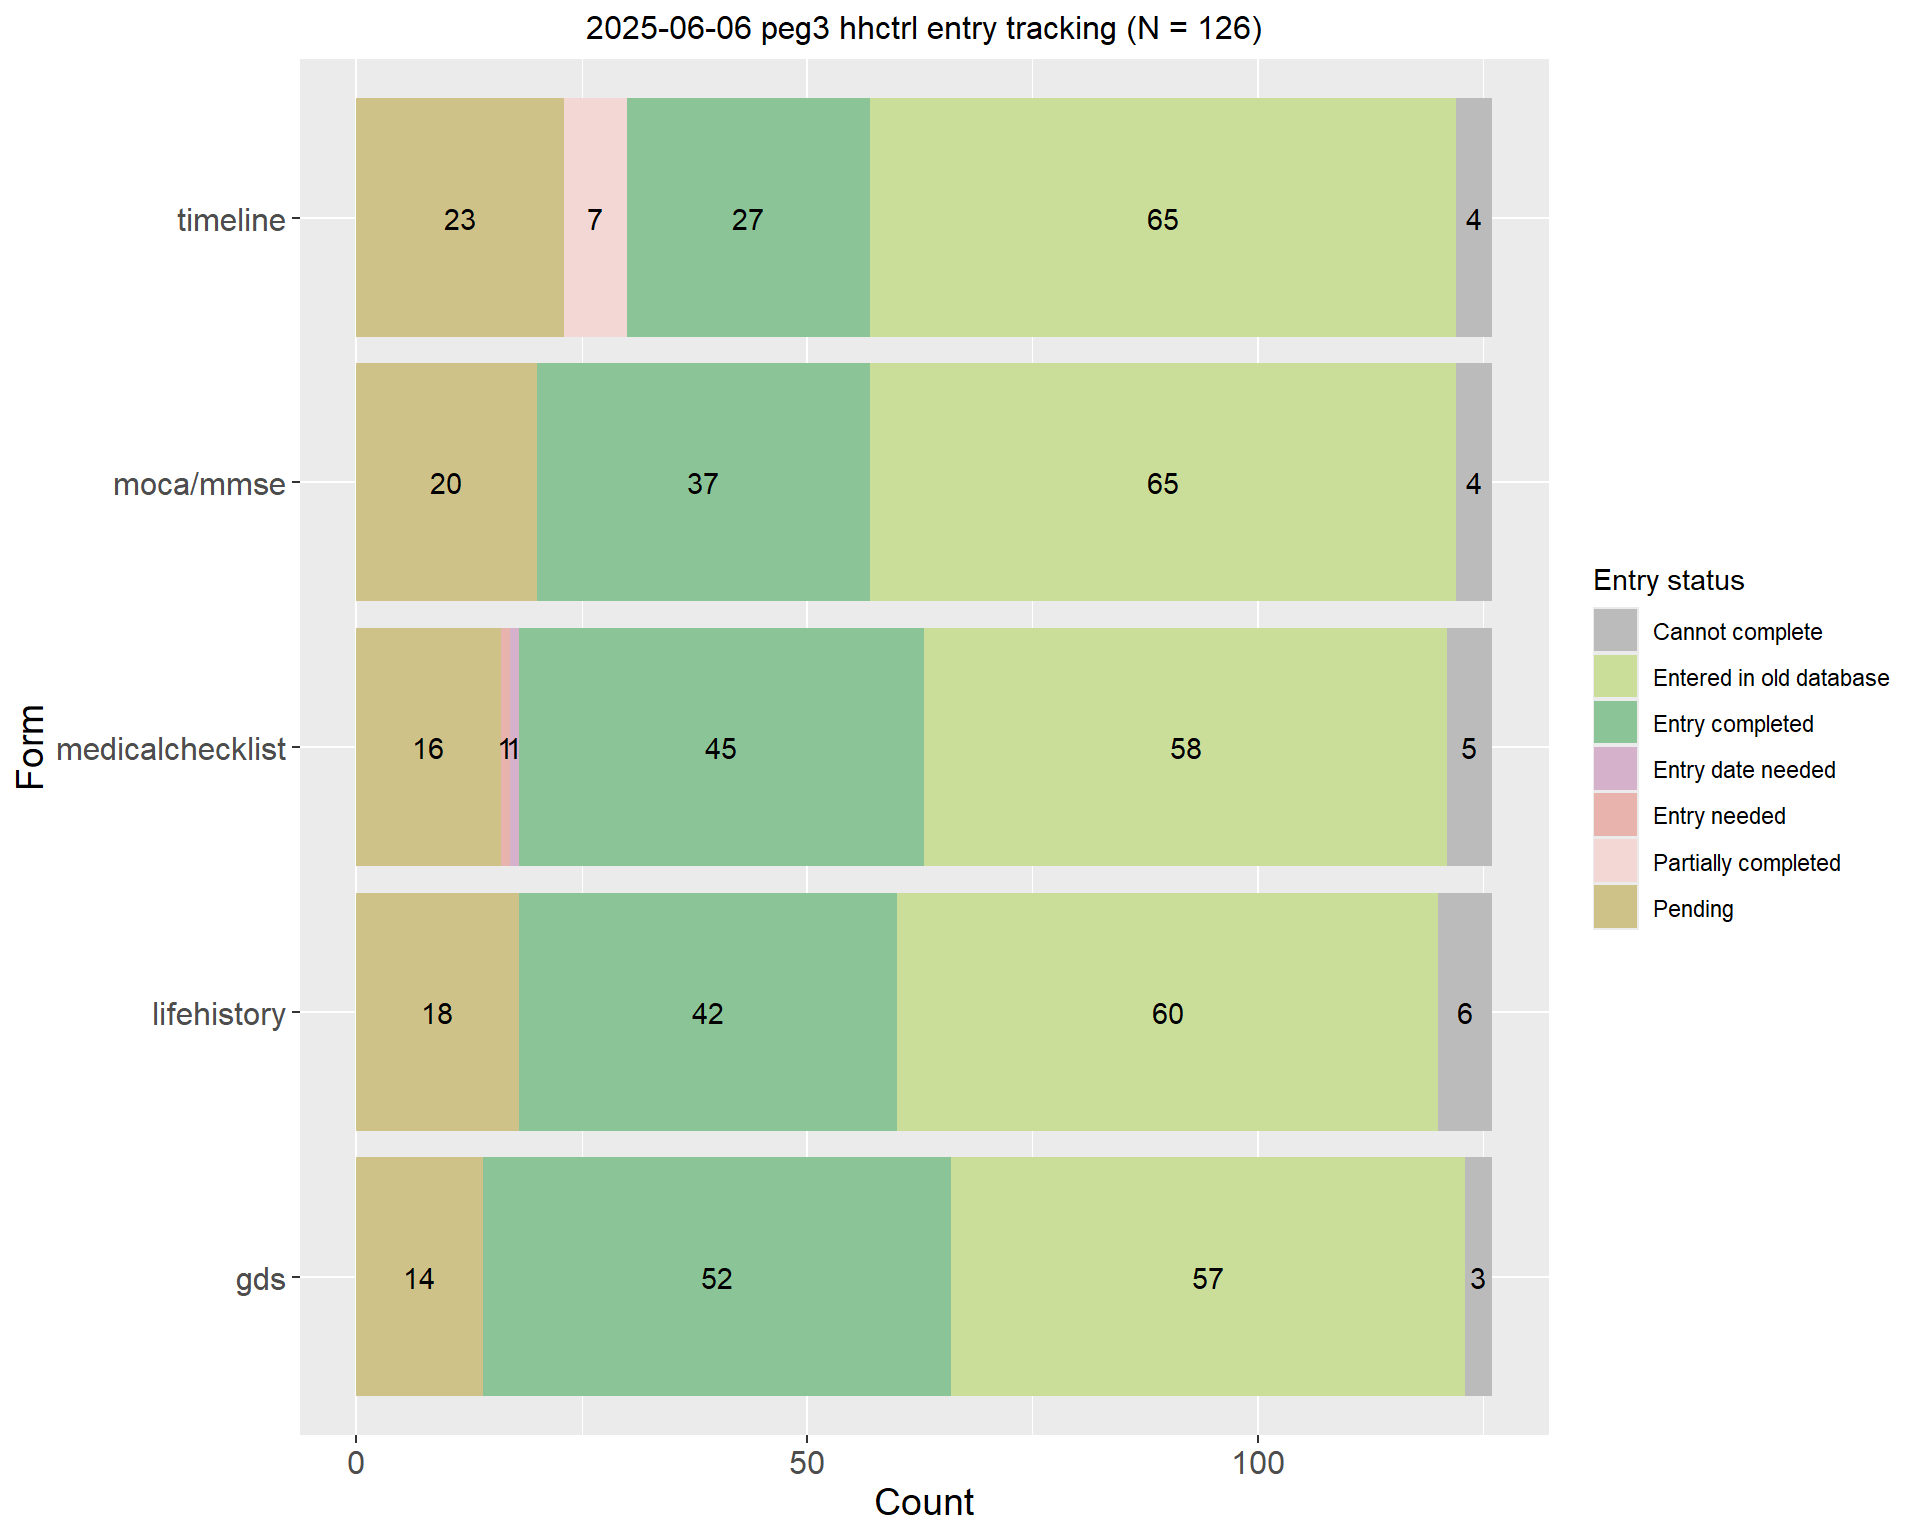 2025-06-06 peg3 hhctrl entry tracking (N = 126)
Form
timeline
23 7 27 65 4
moca/mmse
20 37 65 4
medicalchecklist
16 1 1 45 58 5
lifehistory
18 42 60 6
gds
14 52 57 3
0 50 100
Count
Entry status
Cannot complete
Entered in old database
Entry completed
Entry date needed
Entry needed
Partially completed
Pending